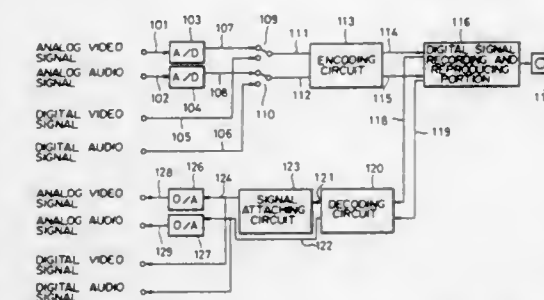 101 103 107 109 113 114 116
ANALOG VIDEO SIGNAL
A/D
111
ANALOG AUDIO SIGNAL
A/D
ENCODING CIRCUIT
DIGITAL SIGNAL RECORDING AND REPRODUCING PORTION
102 108 112 115
104 110
DIGITAL VIDEO SIGNAL
105 106
118 119
DIGITAL AUDIO SIGNAL
128 126 124 123 121 120
ANALOG VIDEO SIGNAL
D/A
SIGNAL ATTACHING CIRCUIT
DECODING CIRCUIT
ANALOG AUDIO SIGNAL
D/A
129 127 122
DIGITAL VIDEO SIGNAL
DIGITAL AUDIO SIGNAL